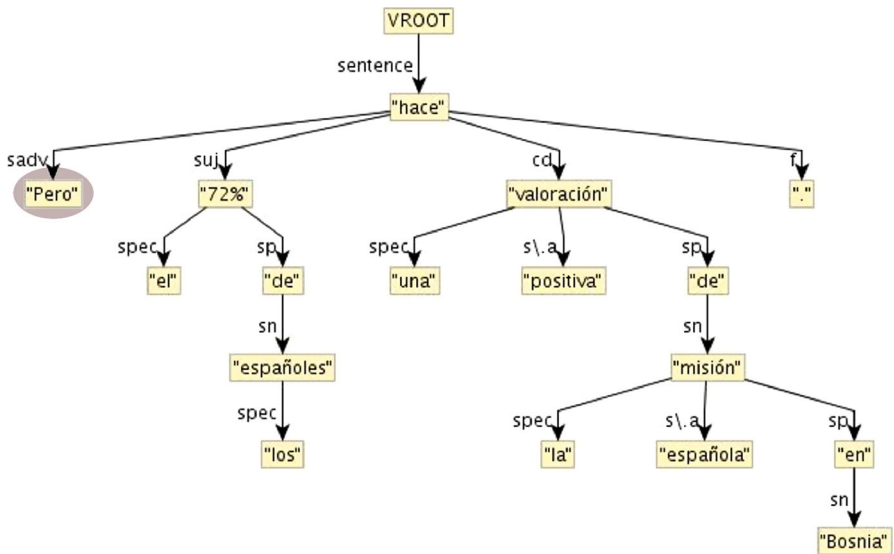 VROOT
sentence
"hace"
sadv suj cd f
"Pero" "72%" "valoración" "."
spec sp spec s\.a sp
"el" "de" "una" "positiva" "de"
sn sn
"españoles" "misión"
spec spec s\.a sp
"los" "la" "española" "en"
sn
"Bosnia"